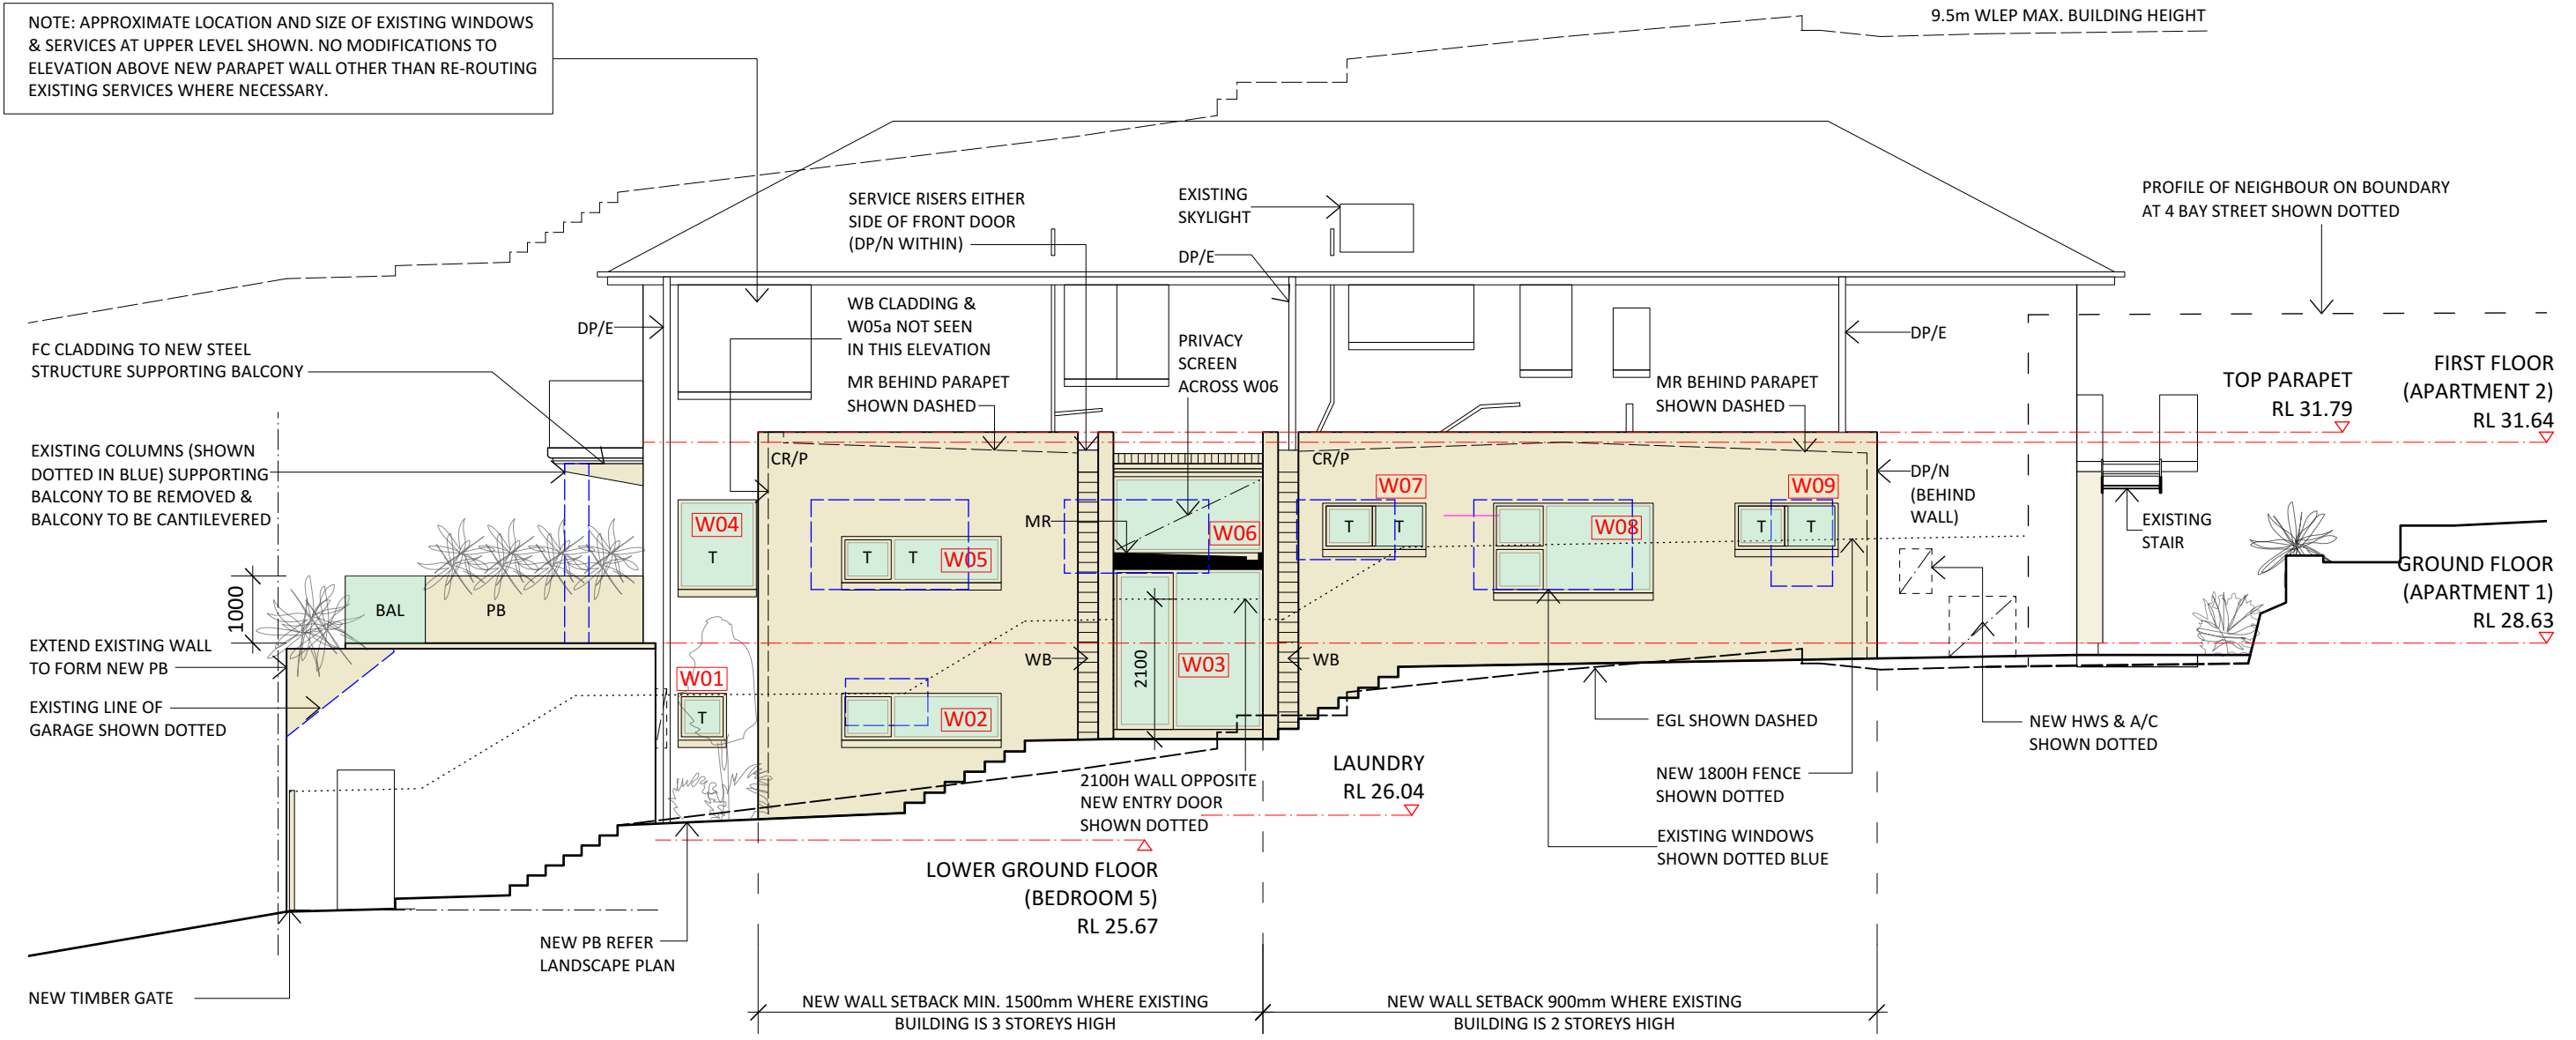 NOTE: APPROXIMATE LOCATION AND SIZE OF EXISTING WINDOWS
& SERVICES AT UPPER LEVEL SHOWN. NO MODIFICATIONS TO
ELEVATION ABOVE NEW PARAPET WALL OTHER THAN RE-ROUTING
EXISTING SERVICES WHERE NECESSARY.
9.5m WLEP MAX. BUILDING HEIGHT
SERVICE RISERS EITHER
SIDE OF FRONT DOOR
(DP/N WITHIN)
EXISTING
SKYLIGHT
DP/E
PROFILE OF NEIGHBOUR ON BOUNDARY
AT 4 BAY STREET SHOWN DOTTED
DP/E
WB CLADDING &
W05a NOT SEEN
IN THIS ELEVATION
PRIVACY
SCREEN
ACROSS W06
DP/E
FC CLADDING TO NEW STEEL
STRUCTURE SUPPORTING BALCONY
MR BEHIND PARAPET
SHOWN DASHED
MR BEHIND PARAPET
SHOWN DASHED
TOP PARAPET
RL 31.79
FIRST FLOOR
(APARTMENT 2)
RL 31.64
EXISTING COLUMNS (SHOWN
DOTTED IN BLUE) SUPPORTING
BALCONY TO BE REMOVED &
BALCONY TO BE CANTILEVERED
CR/P
CR/P
DP/N
(BEHIND
WALL)
EXISTING
STAIR
W04
T
W05
T
T
MR
W06
W07
T
T
W08
W09
T
T
1000
BAL
PB
GROUND FLOOR
(APARTMENT 1)
RL 28.63
EXTEND EXISTING WALL
TO FORM NEW PB
W01
T
W02
WB
2100
W03
WB
EXISTING LINE OF
GARAGE SHOWN DOTTED
EGL SHOWN DASHED
NEW HWS & A/C
SHOWN DOTTED
2100H WALL OPPOSITE
NEW ENTRY DOOR
SHOWN DOTTED
LAUNDRY
RL 26.04
NEW 1800H FENCE
SHOWN DOTTED
EXISTING WINDOWS
SHOWN DOTTED BLUE
LOWER GROUND FLOOR
(BEDROOM 5)
RL 25.67
NEW PB REFER
LANDSCAPE PLAN
NEW TIMBER GATE
NEW WALL SETBACK MIN. 1500mm WHERE EXISTING
BUILDING IS 3 STOREYS HIGH
NEW WALL SETBACK 900mm WHERE EXISTING
BUILDING IS 2 STOREYS HIGH